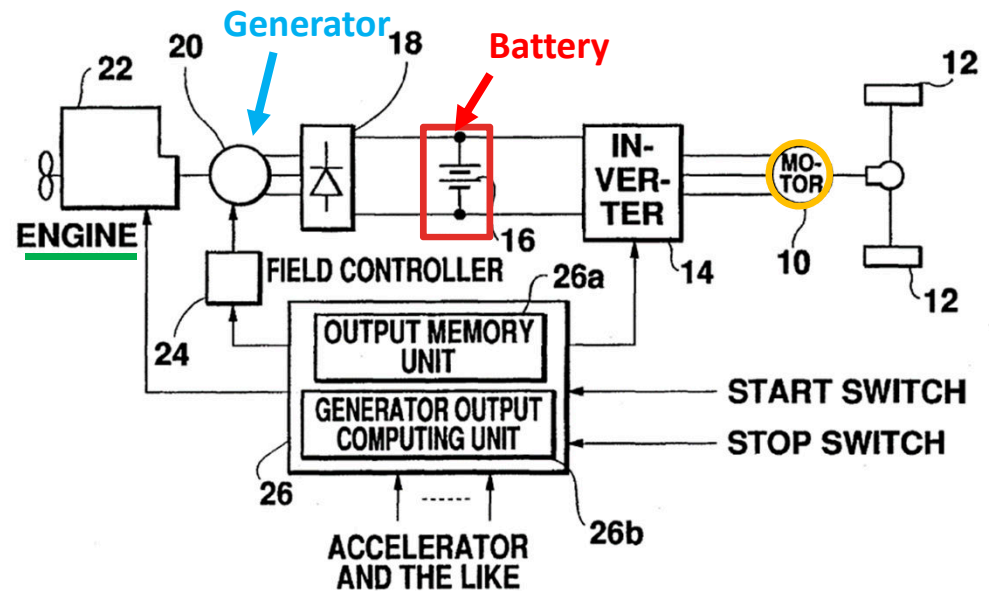 Generator
Battery
20
18
22
12
IN-
VER-
TER
MO-
TOR
ENGINE
16
14
10
FIELD CONTROLLER
26a
12
24
OUTPUT MEMORY
UNIT
GENERATOR OUTPUT
COMPUTING UNIT
START SWITCH
STOP SWITCH
26
26b
ACCELERATOR
AND THE LIKE